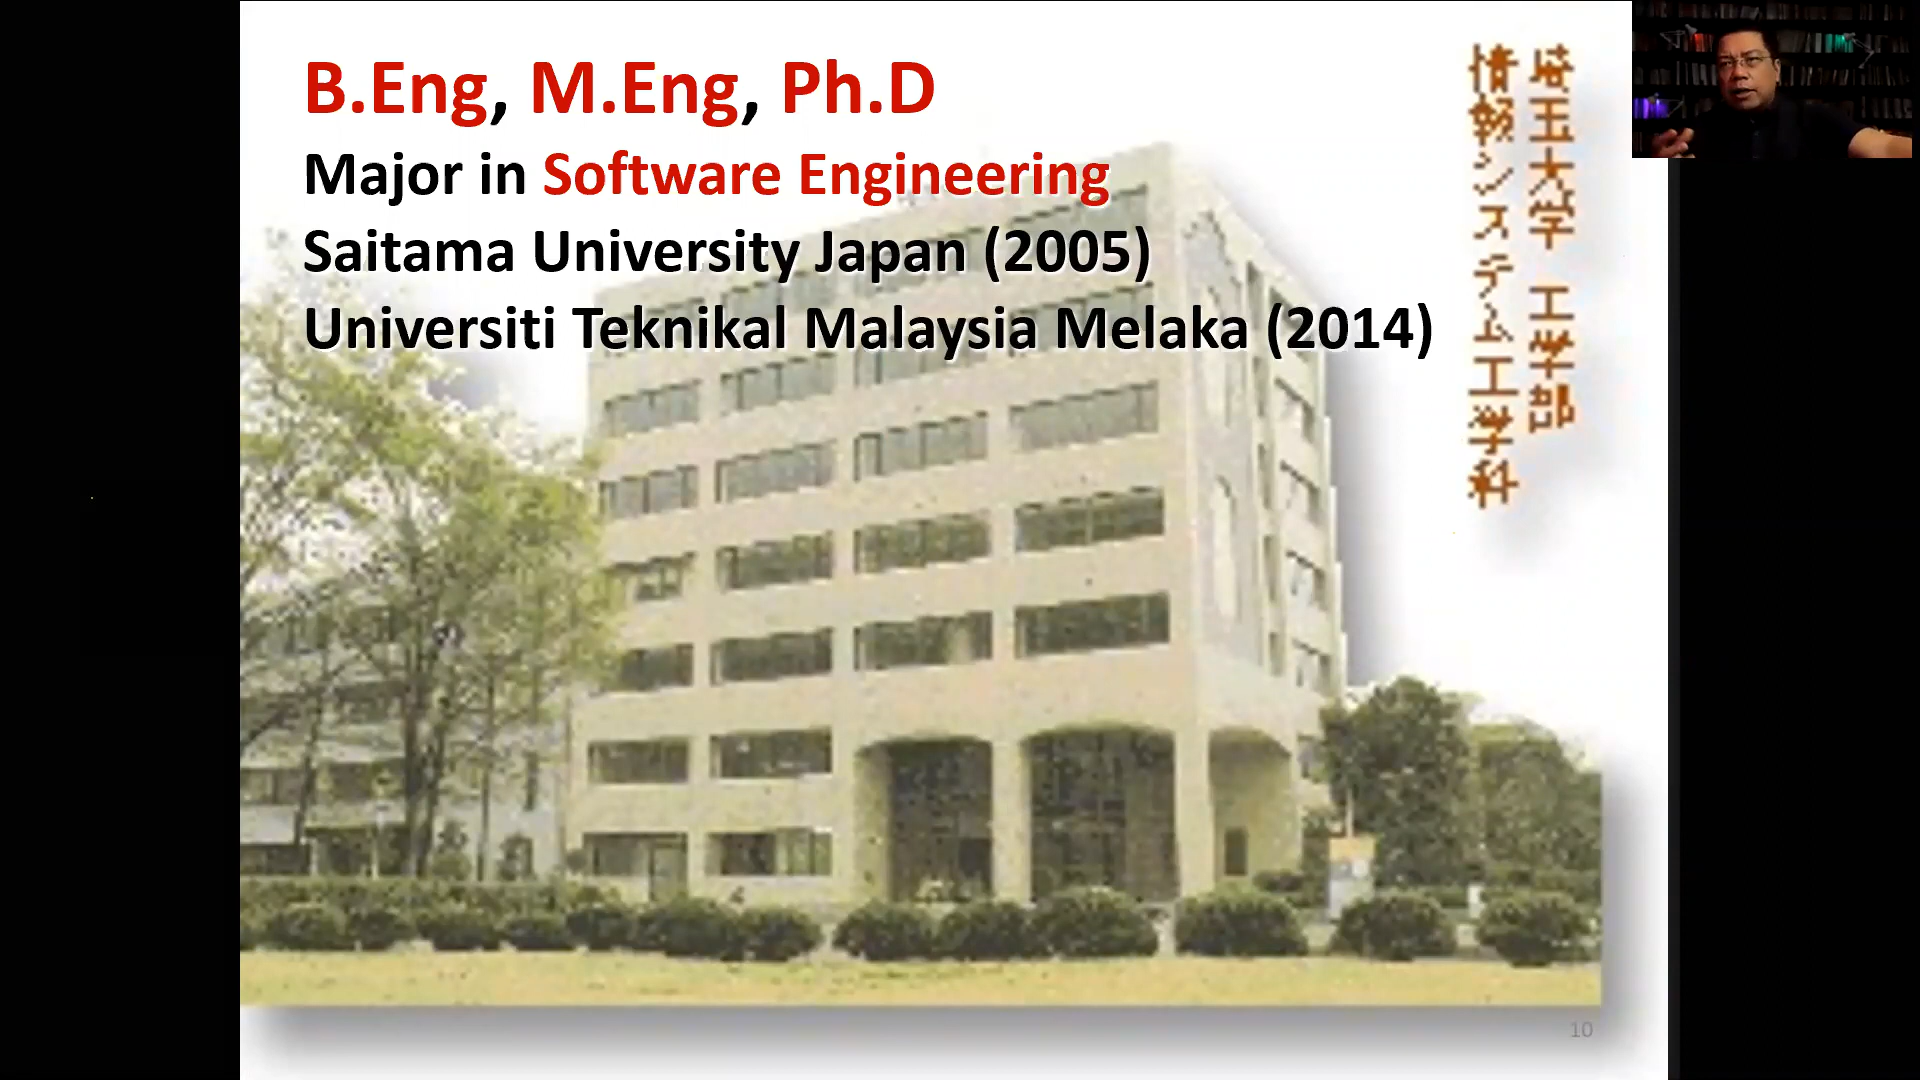 B.Eng, M.Eng, Ph.D
Major in Software Engineering
Saitama University Japan (2005)
Universiti Teknikal Malaysia Melaka (2014)
埼玉大学 工学部
情報システム工学科
10